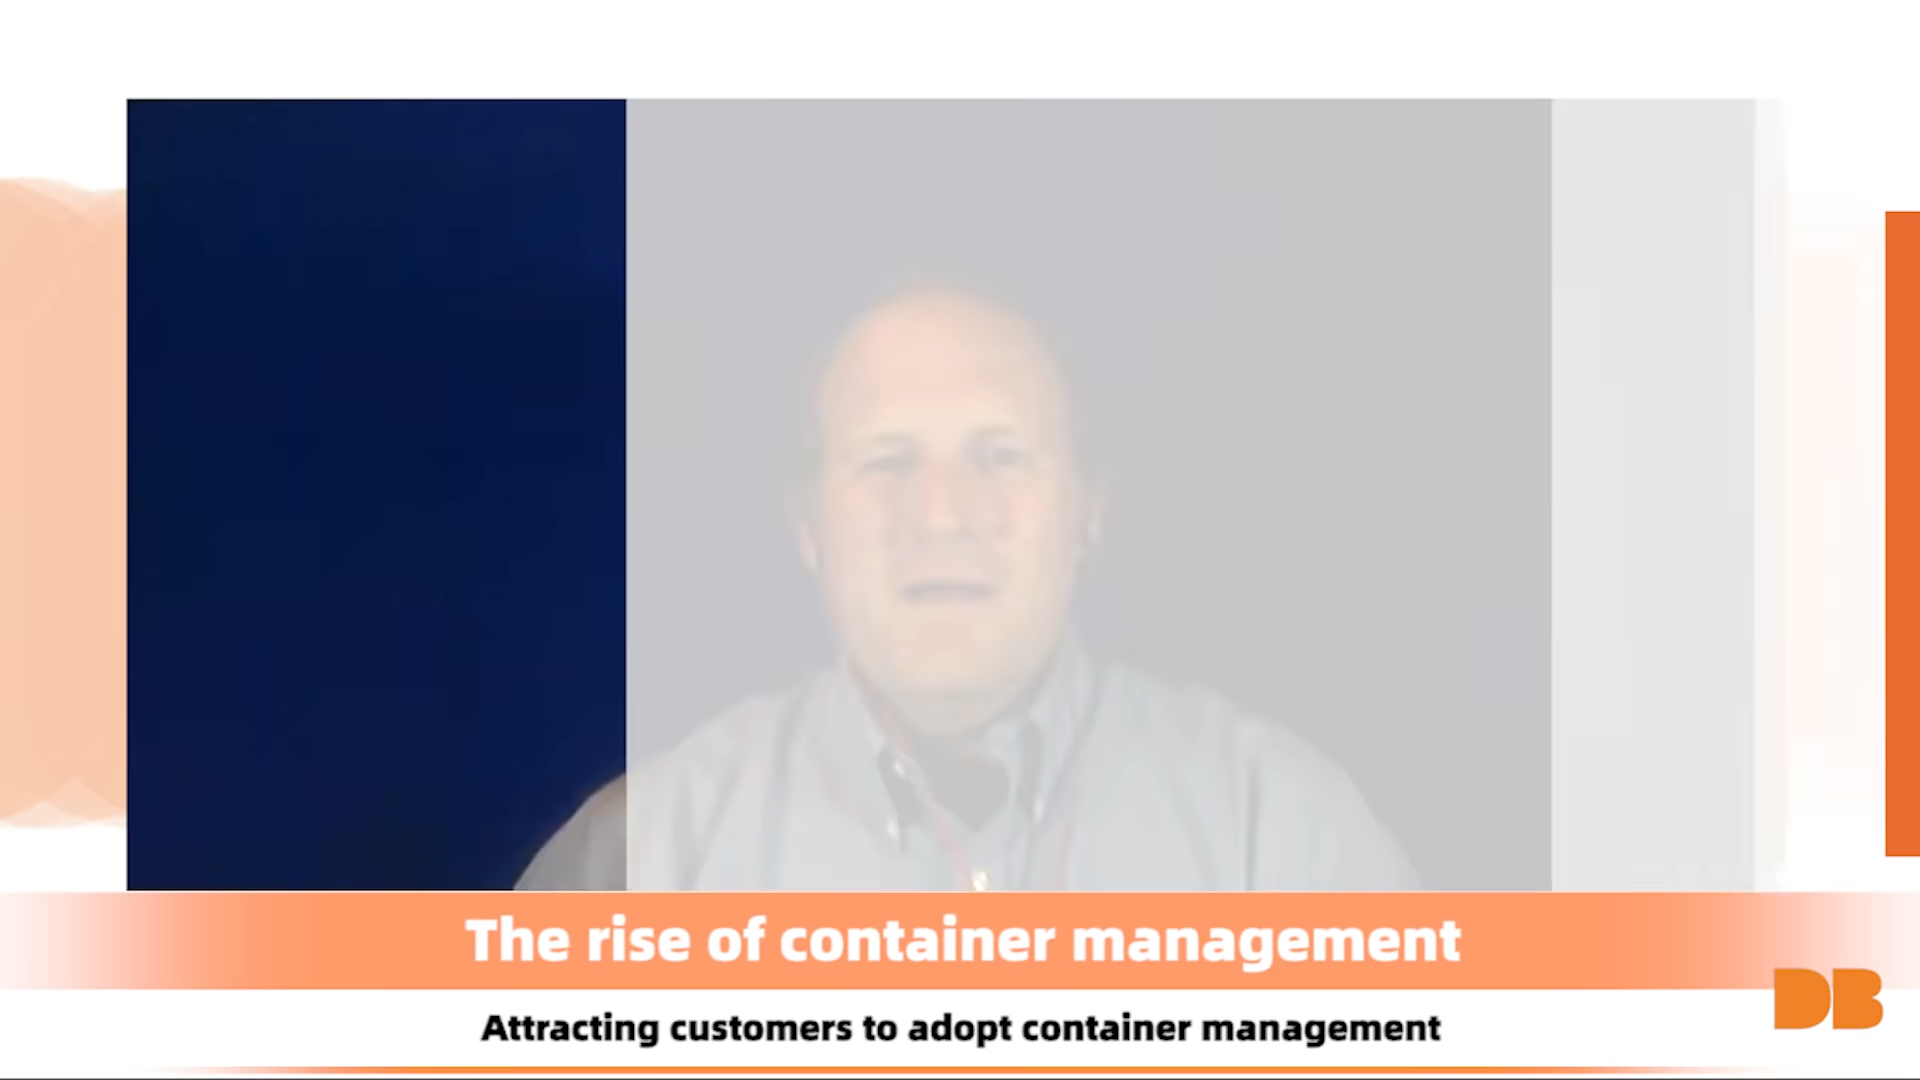 The rise of container management
Attracting customers to adopt container management
DB